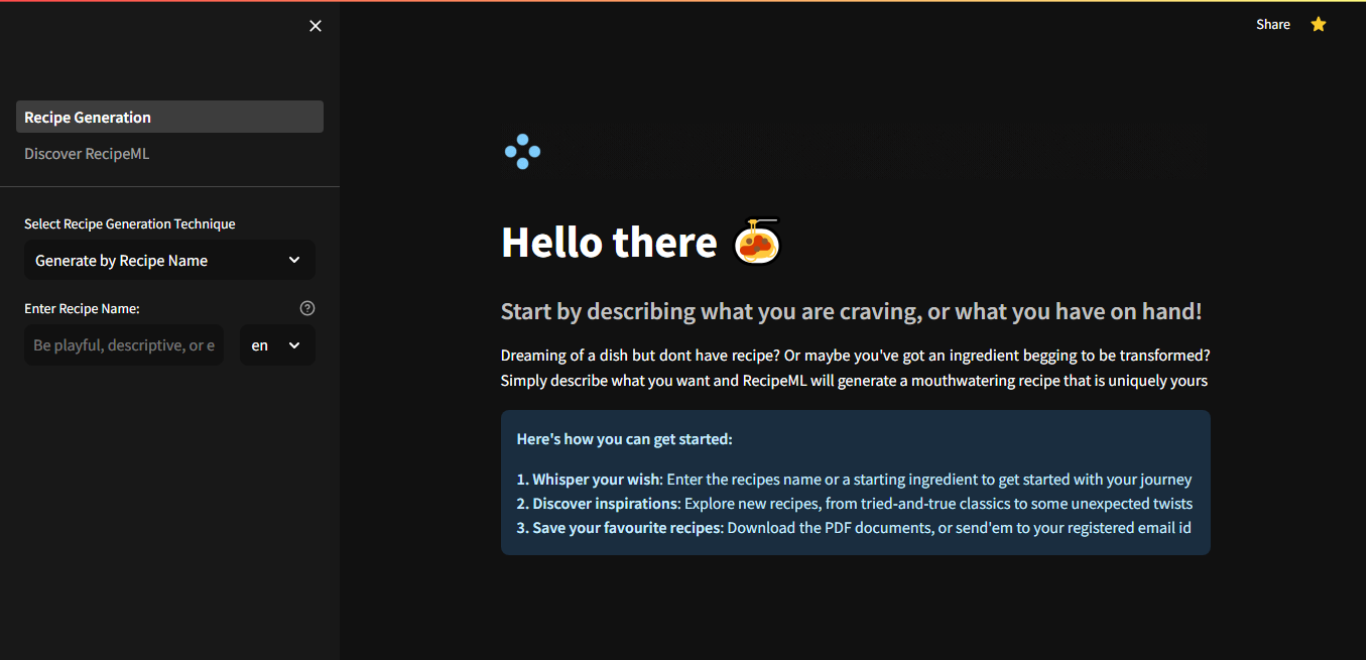 Share
Recipe Generation
Discover RecipeML
Select Recipe Generation Technique
Generate by Recipe Name
Enter Recipe Name:
Be playful, descriptive, or e
en
Hello there
Start by describing what you are craving, or what you have on hand!
Dreaming of a dish but dont have recipe? Or maybe you've got an ingredient begging to be transformed?
Simply describe what you want and RecipeML will generate a mouthwatering recipe that is uniquely yours
Here's how you can get started:
1. Whisper your wish: Enter the recipes name or a starting ingredient to get started with your journey
2. Discover inspirations: Explore new recipes, from tried-and-true classics to some unexpected twists
3. Save your favourite recipes: Download the PDF documents, or send'em to your registered email id